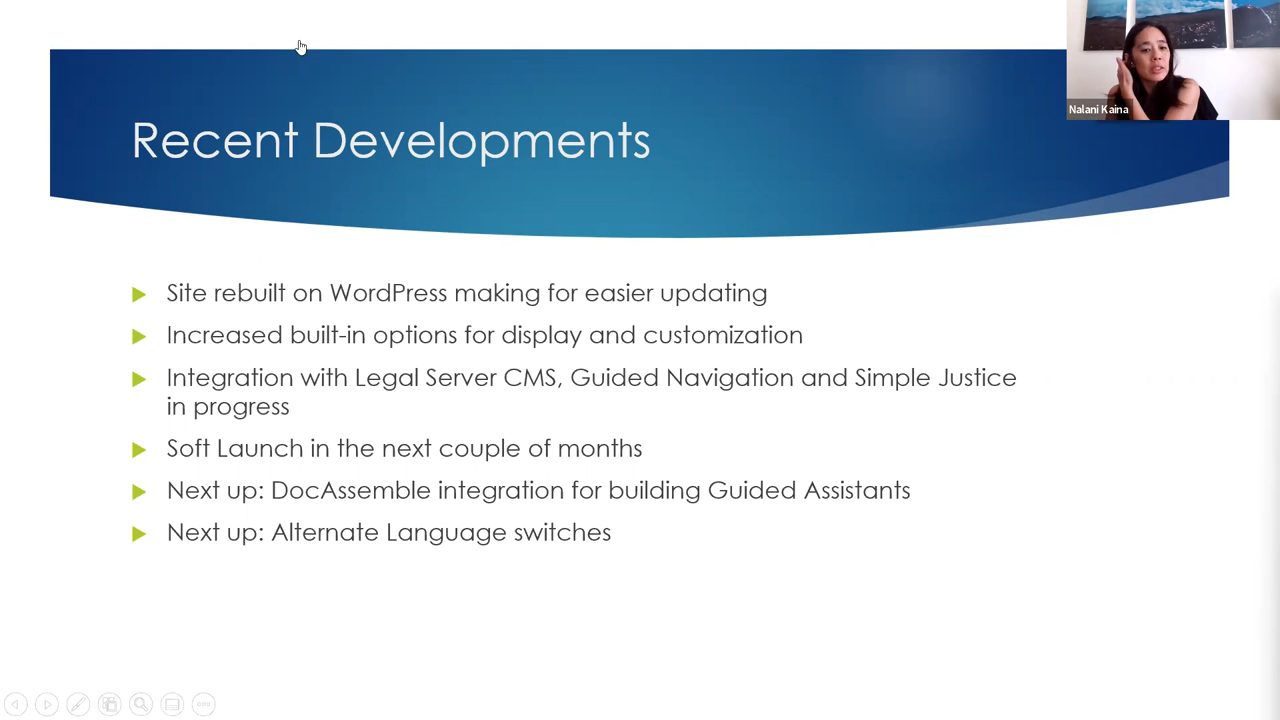 Nalani Kaina
Recent Developments
Site rebuilt on WordPress making for easier updating
Increased built-in options for display and customization
Integration with Legal Server CMS, Guided Navigation and Simple Justice
in progress
Soft Launch in the next couple of months
Next up: DocAssemble integration for building Guided Assistants
Next up: Alternate Language switches